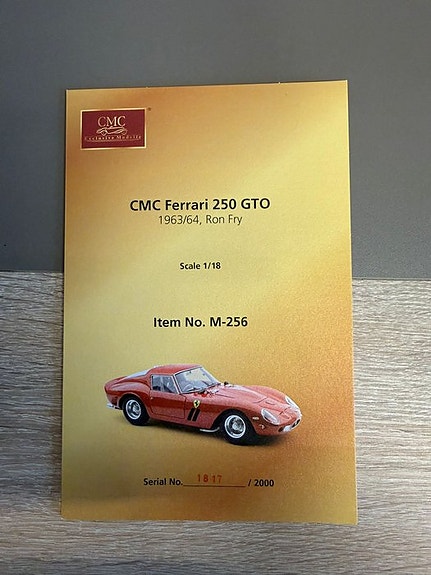 CMC
Exclusive Modelle
CMC Ferrari 250 GTO
1963/64, Ron Fry
Scale 1/18
Item No. M-256
Serial No. 1817 / 2000